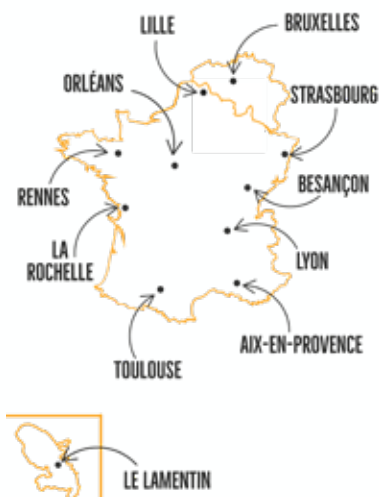 LILLE
BRUXELLES
ORLÉANS
STRASBOURG
RENNES
BESANÇON
LA
ROCHELLE
LYON
AIX-EN-PROVENCE
TOULOUSE
LE LAMENTIN